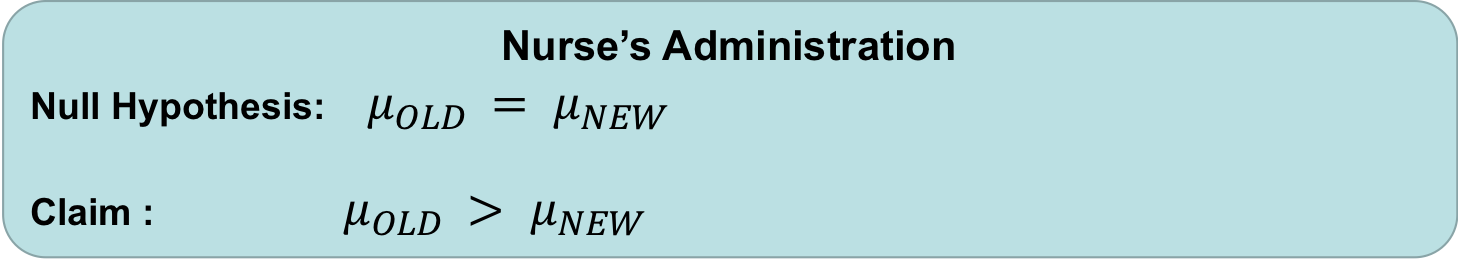 Nurse’s Administration
Null Hypothesis: 𝜇𝑂𝐿𝐷 = 𝜇𝑁𝐸𝑊
Claim : 𝜇𝑂𝐿𝐷 > 𝜇𝑁𝐸𝑊